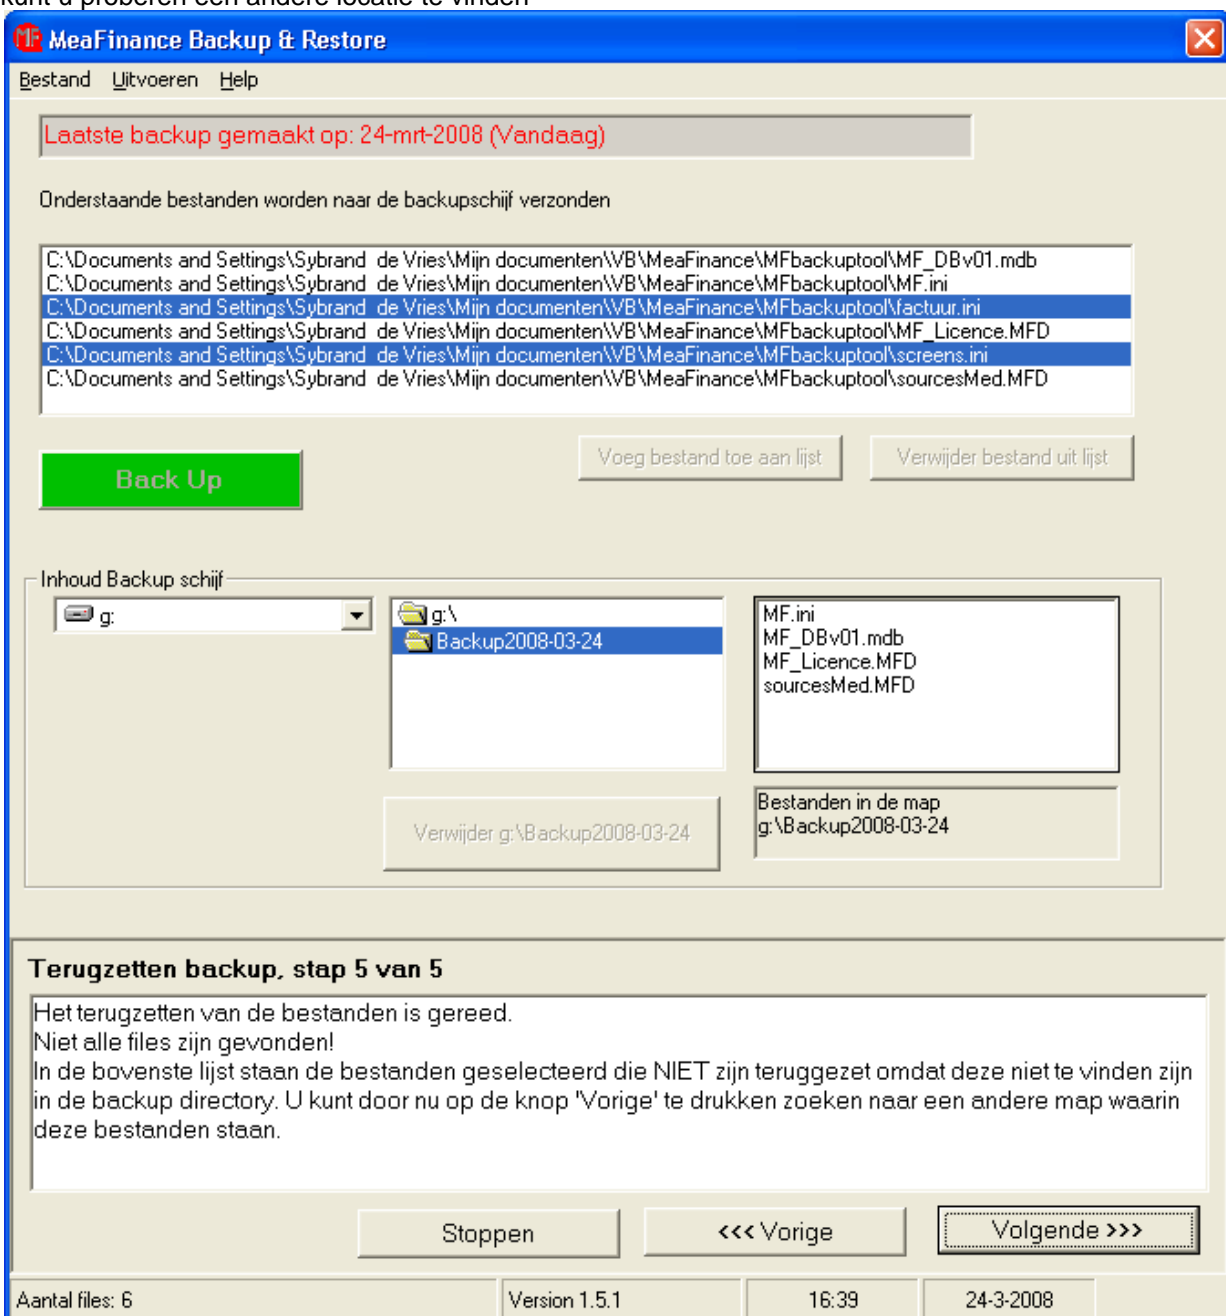 kunt u proberen een andere locatie te vinden
MF MeaFinance Backup & Restore
Bestand Uitvoeren Help
Laatste backup gemaakt op: 24-mrt-2008 (Vandaag)
Onderstaande bestanden worden naar de backupschijf verzonden
C:\Documents and Settings\Sybrand de Vries\Mijn documenten\VB\MeaFinance\MFbackuptool\MF_DBv01.mdb
C:\Documents and Settings\Sybrand de Vries\Mijn documenten\VB\MeaFinance\MFbackuptool\MF.ini
C:\Documents and Settings\Sybrand de Vries\Mijn documenten\VB\MeaFinance\MFbackuptool\factuur.ini
C:\Documents and Settings\Sybrand de Vries\Mijn documenten\VB\MeaFinance\MFbackuptool\MF_Licence.MFD
C:\Documents and Settings\Sybrand de Vries\Mijn documenten\VB\MeaFinance\MFbackuptool\screens.ini
C:\Documents and Settings\Sybrand de Vries\Mijn documenten\VB\MeaFinance\MFbackuptool\sourcesMed.MFD
Back Up
Voeg bestand toe aan lijst
Verwijder bestand uit lijst
Inhoud Backup schijf
g:
g:\
Backup2008-03-24
MF.ini
MF_DBv01.mdb
MF_Licence.MFD
sourcesMed.MFD
Verwijder g:\Backup2008-03-24
Bestanden in de map
g:\Backup2008-03-24
Terugzetten backup, stap 5 van 5
Het terugzetten van de bestanden is gereed.
Niet alle files zijn gevonden!
In de bovenste lijst staan de bestanden geselecteerd die NIET zijn teruggezet omdat deze niet te vinden zijn
in de backup directory. U kunt door nu op de knop 'Vorige' te drukken zoeken naar een andere map waarin
deze bestanden staan.
Stoppen
<<< Vorige
Volgende >>>
Aantal files: 6
Version 1.5.1
16:39
24-3-2008